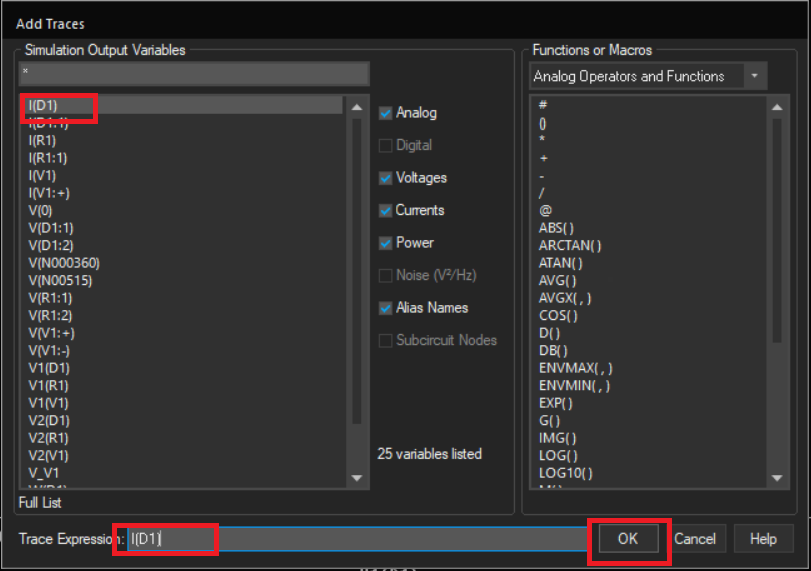 Add Traces
Simulation Output Variables
*
I(D1)
I(D1:1)
I(R1)
I(R1:1)
I(V1)
I(V1:+)
V(0)
V(D1:1)
V(D1:2)
V(N000360)
V(N00515)
V(R1:1)
V(R1:2)
V(V1:+)
V(V1:-)
V1(D1)
V1(R1)
V1(V1)
V2(D1)
V2(R1)
V2(V1)
V_V1
Full List
Analog
Digital
Voltages
Currents
Power
Noise (V²/Hz)
Alias Names
Subcircuit Nodes
25 variables listed
Functions or Macros
Analog Operators and Functions
#
()
*
+
-
/
@
ABS()
ARCTAN()
ATAN()
AVG()
AVGX(,)
COS()
D()
DB()
ENVMAX(,)
ENVMIN(,)
EXP()
G()
IMG()
LOG()
LOG10()
Trace Expression: I(D1)
OK
Cancel
Help